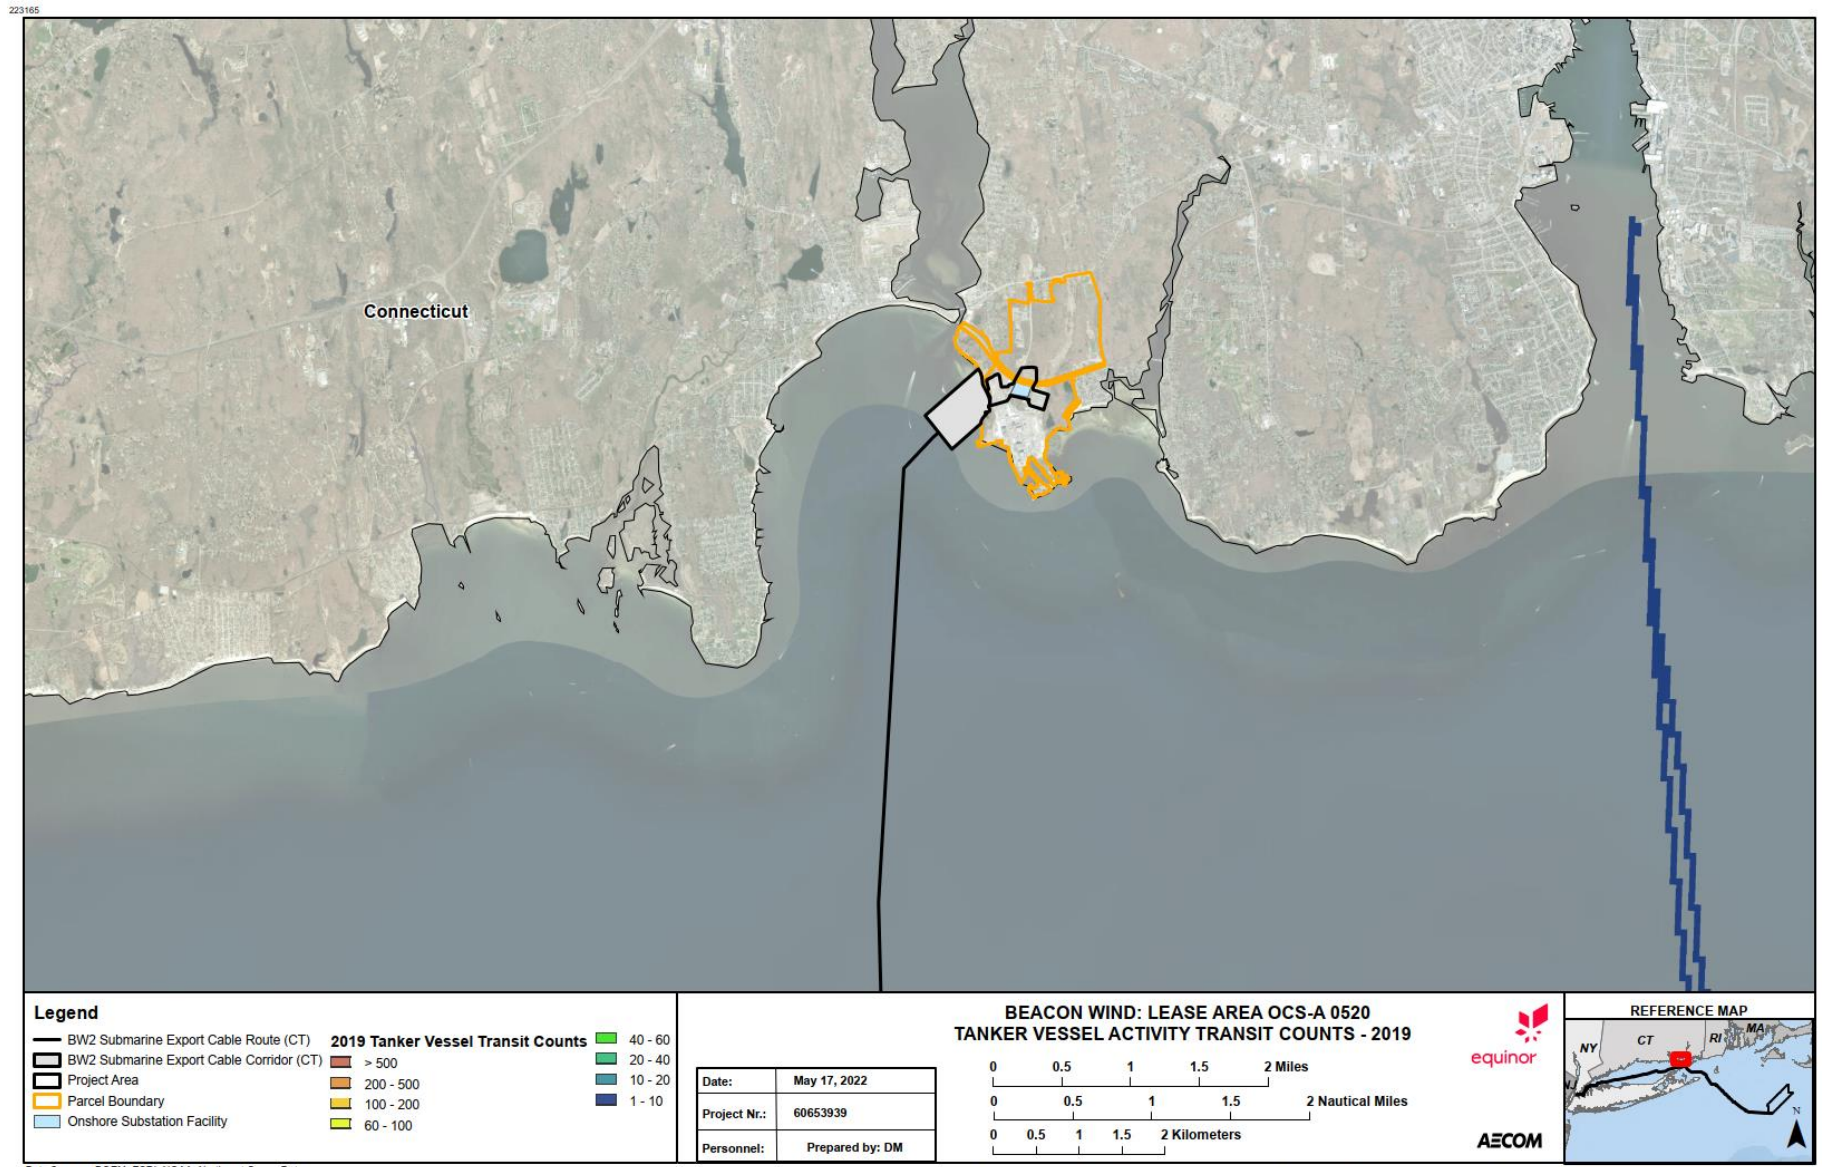 223165
Connecticut
Legend
BW2 Submarine Export Cable Route (CT)
BW2 Submarine Export Cable Corridor (CT)
Project Area
Parcel Boundary
Onshore Substation Facility
2019 Tanker Vessel Transit Counts
> 500
200 - 500
100 - 200
60 - 100
40 - 60
20 - 40
10 - 20
1 - 10
BEACON WIND: LEASE AREA OCS-A 0520
TANKER VESSEL ACTIVITY TRANSIT COUNTS - 2019
0 0.5 1 1.5 2 Miles
0 0.5 1 1.5 2 Nautical Miles
0 0.5 1 1.5 2 Kilometers
Date: May 17, 2022
Project Nr.: 60653939
Personnel: Prepared by: DM
equinor
AECOM
REFERENCE MAP
NY CT RI MA
NJ
N